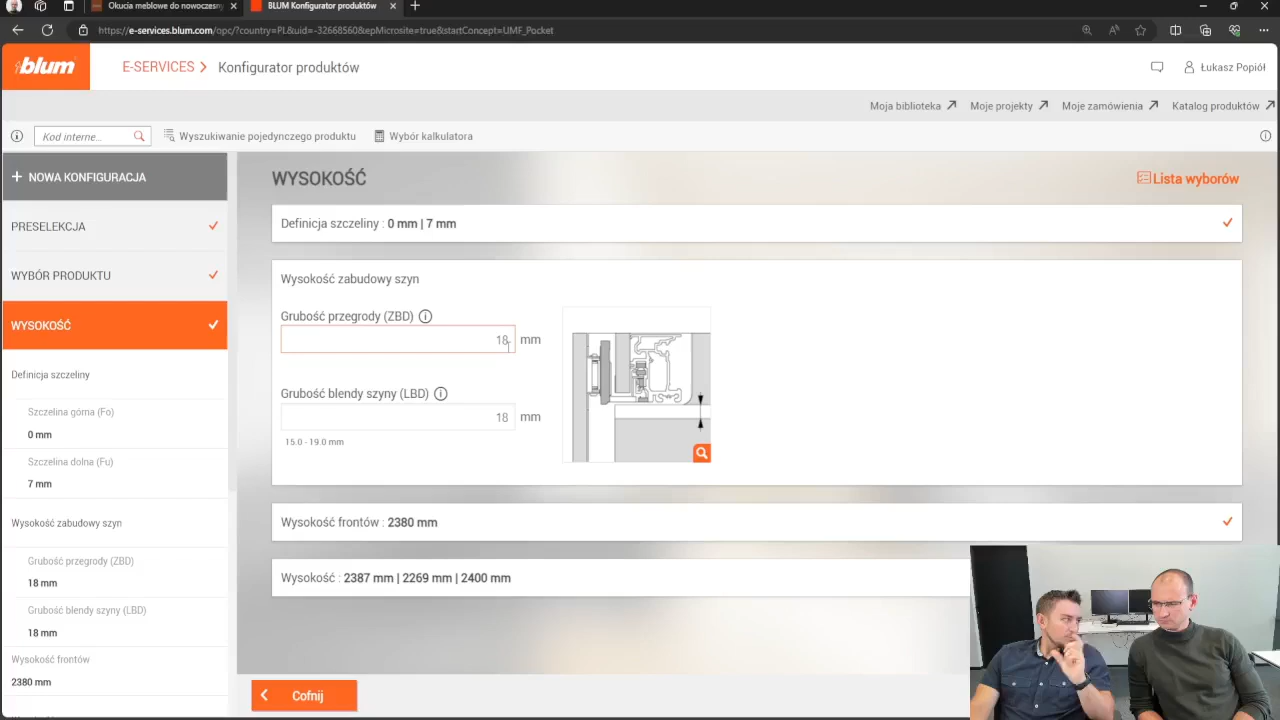 Okucia meblowe do nowoczesny
BLUM Konfigurator produktów
https://e-services.blum.com/opc/?country=PL&uid=-32668560&epMicrosite=true&startConcept=UMF_Pocket
blum
E-SERVICES
Konfigurator produktów
Łukasz Popiół
Moja biblioteka
Moje projekty
Moje zamówienia
Katalog produktów
Kod interne...
Wyszukiwanie pojedynczego produktu
Wybór kalkulatora
+ NOWA KONFIGURACJA
PRESELEKCJA
WYBÓR PRODUKTU
WYSOKOŚĆ
Definicja szczeliny
Szczelina górna (Fo)
0 mm
Szczelina dolna (Fu)
7 mm
Wysokość zabudowy szyn
Grubość przegrody (ZBD)
18 mm
Grubość blendy szyny (LBD)
18 mm
Wysokość frontów
2380 mm
WYSOKOŚĆ
Lista wyborów
Definicja szczeliny : 0 mm | 7 mm
Wysokość zabudowy szyn
Grubość przegrody (ZBD)
18 mm
Grubość blendy szyny (LBD)
18 mm
15.0 - 19.0 mm
Wysokość frontów : 2380 mm
Wysokość : 2387 mm | 2269 mm | 2400 mm
Cofnij